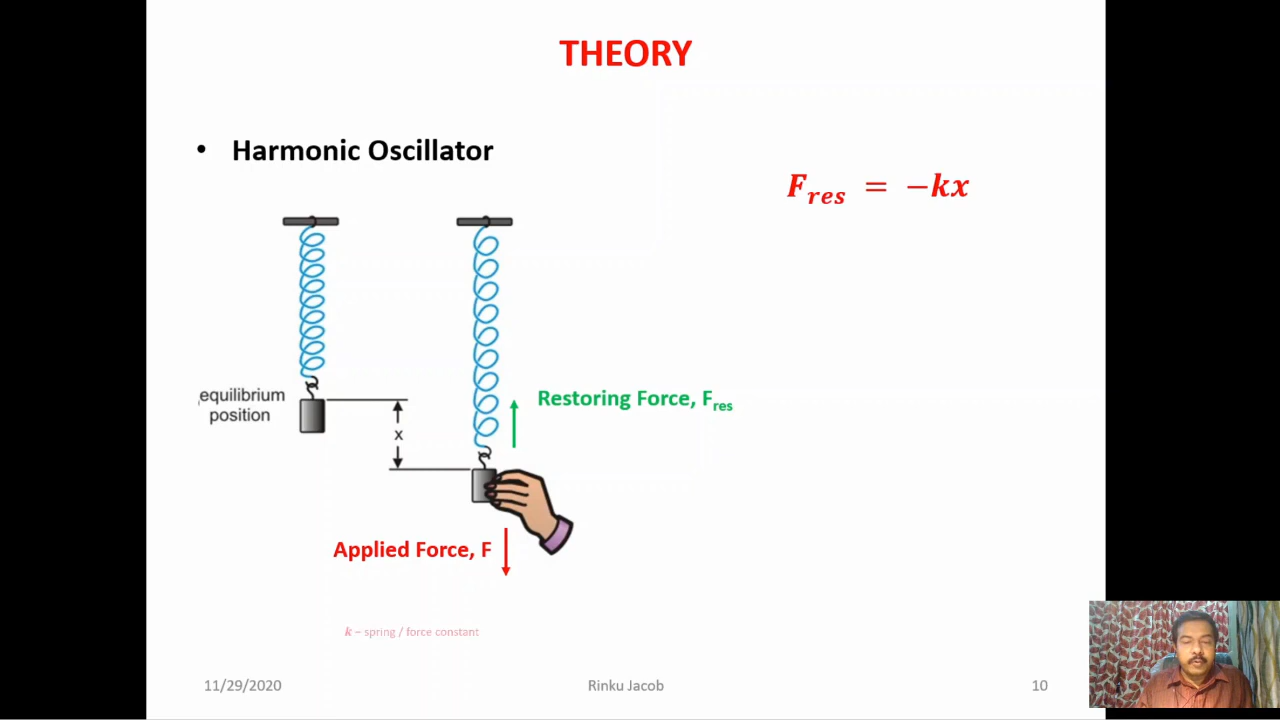 THEORY
• Harmonic Oscillator
F_res = −kx
equilibrium
position
x
Restoring Force, F_res
Applied Force, F
k – spring / force constant
11/29/2020
Rinku Jacob
10